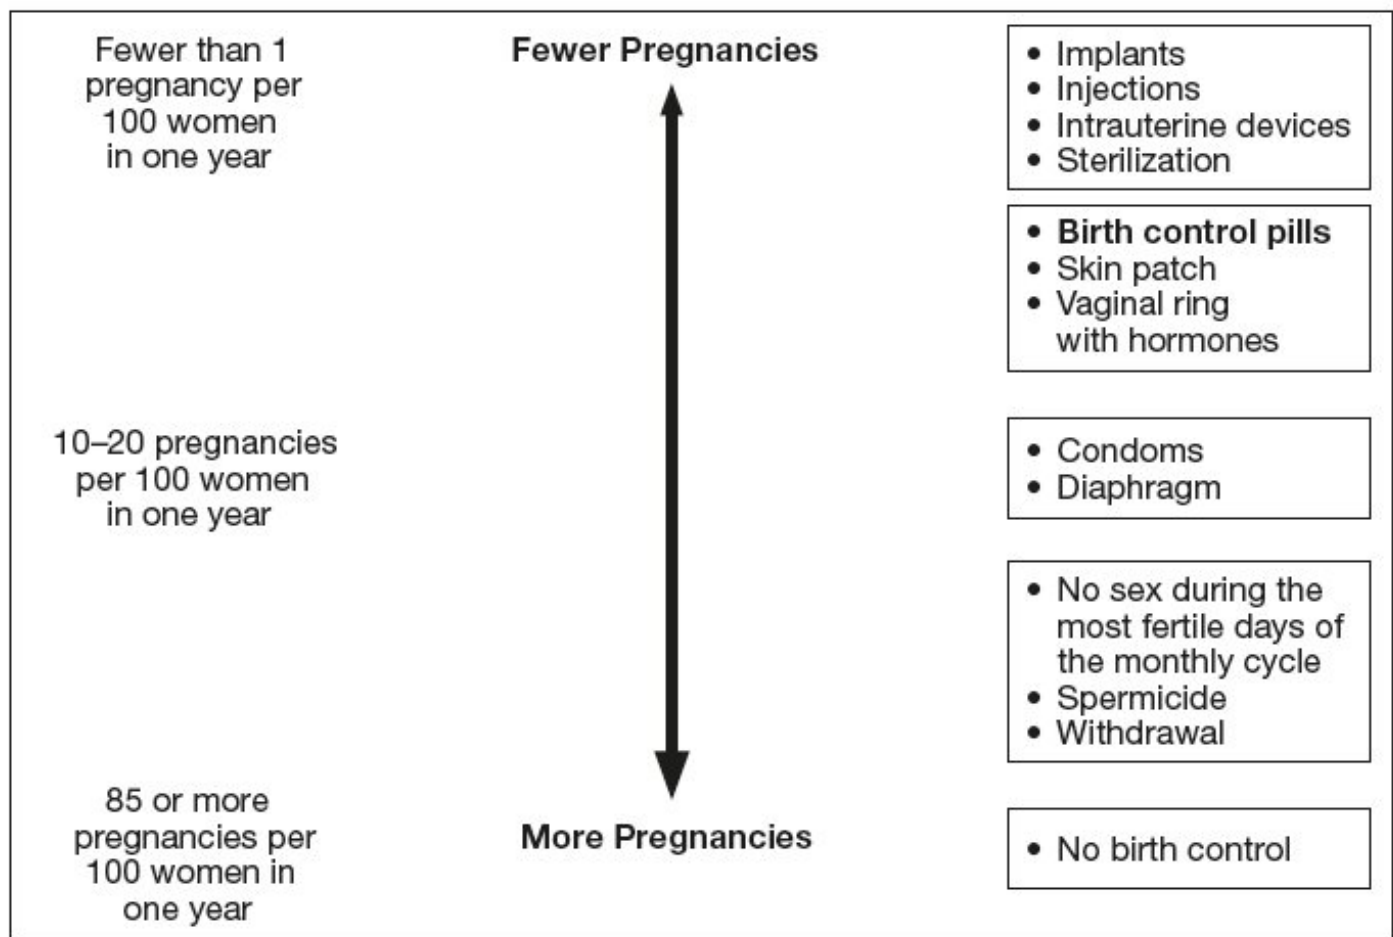 Fewer than 1
pregnancy per
100 women
in one year
Fewer Pregnancies
• Implants
• Injections
• Intrauterine devices
• Sterilization
• Birth control pills
• Skin patch
• Vaginal ring
with hormones
10–20 pregnancies
per 100 women
in one year
• Condoms
• Diaphragm
• No sex during the
most fertile days of
the monthly cycle
• Spermicide
• Withdrawal
85 or more
pregnancies per
100 women in
one year
More Pregnancies
• No birth control